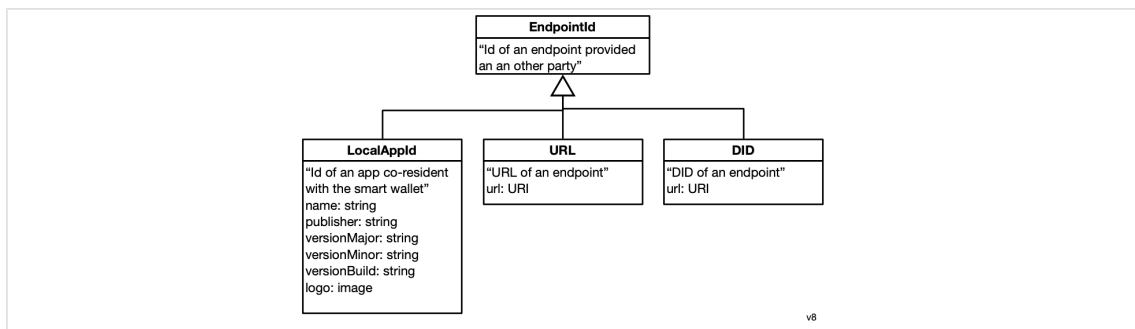 EndpointId
“Id of an endpoint provided
an an other party”
LocalAppId
“Id of an app co-resident
with the smart wallet”
name: string
publisher: string
versionMajor: string
versionMinor: string
versionBuild: string
logo: image
URL
“URL of an endpoint”
url: URI
DID
“DID of an endpoint”
url: URI
v8